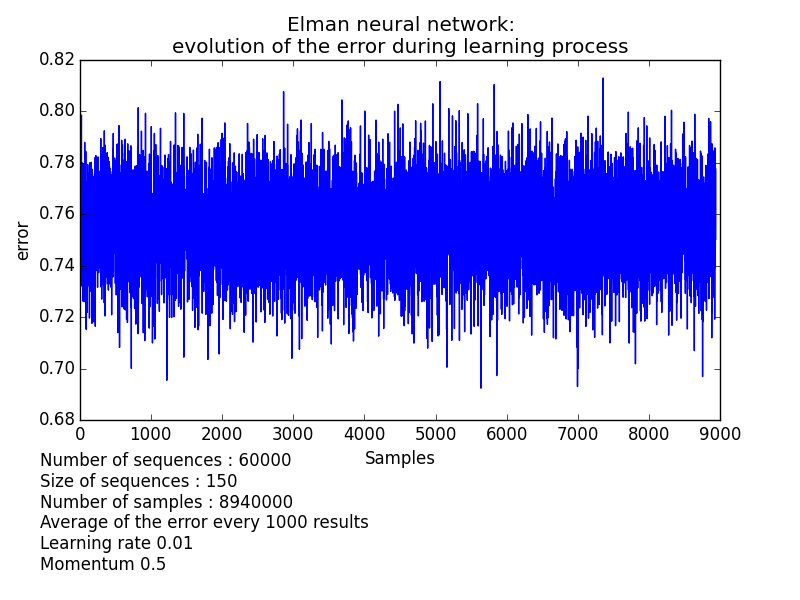 Elman neural network:
evolution of the error during learning process
0.82
0.80
0.78
0.76
0.74
0.72
0.70
0.68
error
0 1000 2000 3000 4000 5000 6000 7000 8000 9000
Samples
Number of sequences : 60000
Size of sequences : 150
Number of samples : 8940000
Average of the error every 1000 results
Learning rate 0.01
Momentum 0.5